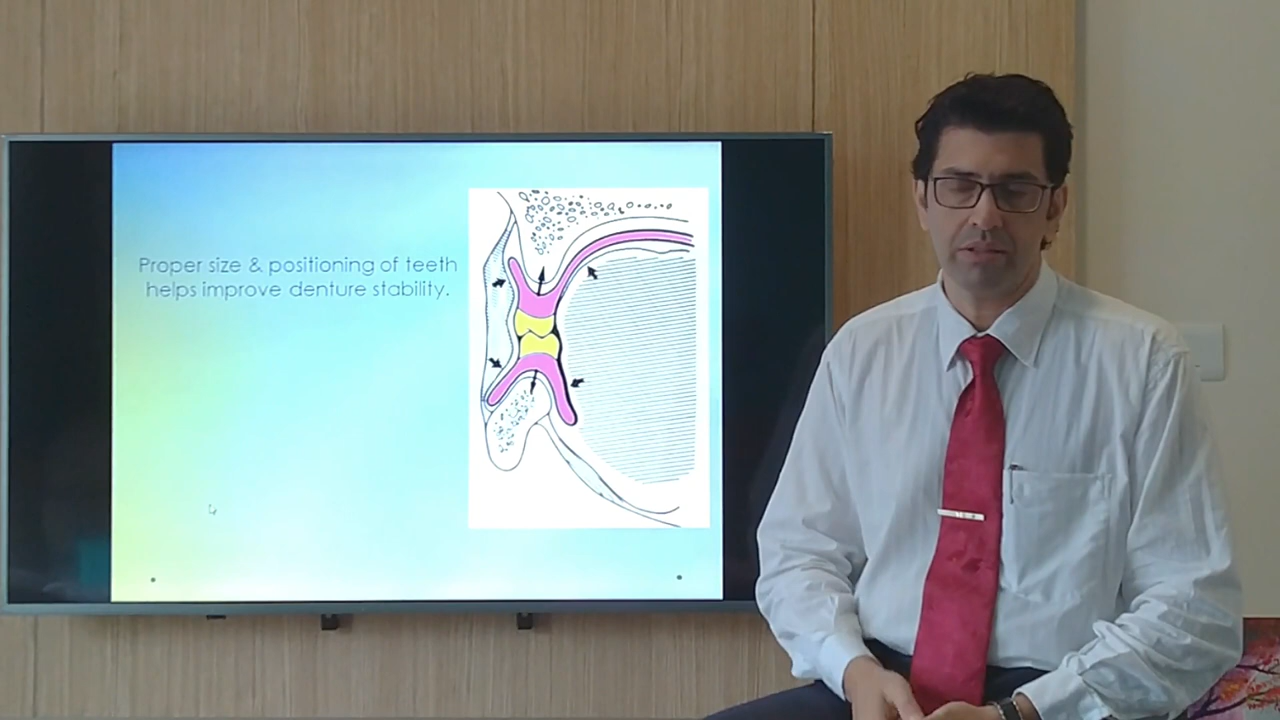 Proper size & positioning of teeth
helps improve denture stability.